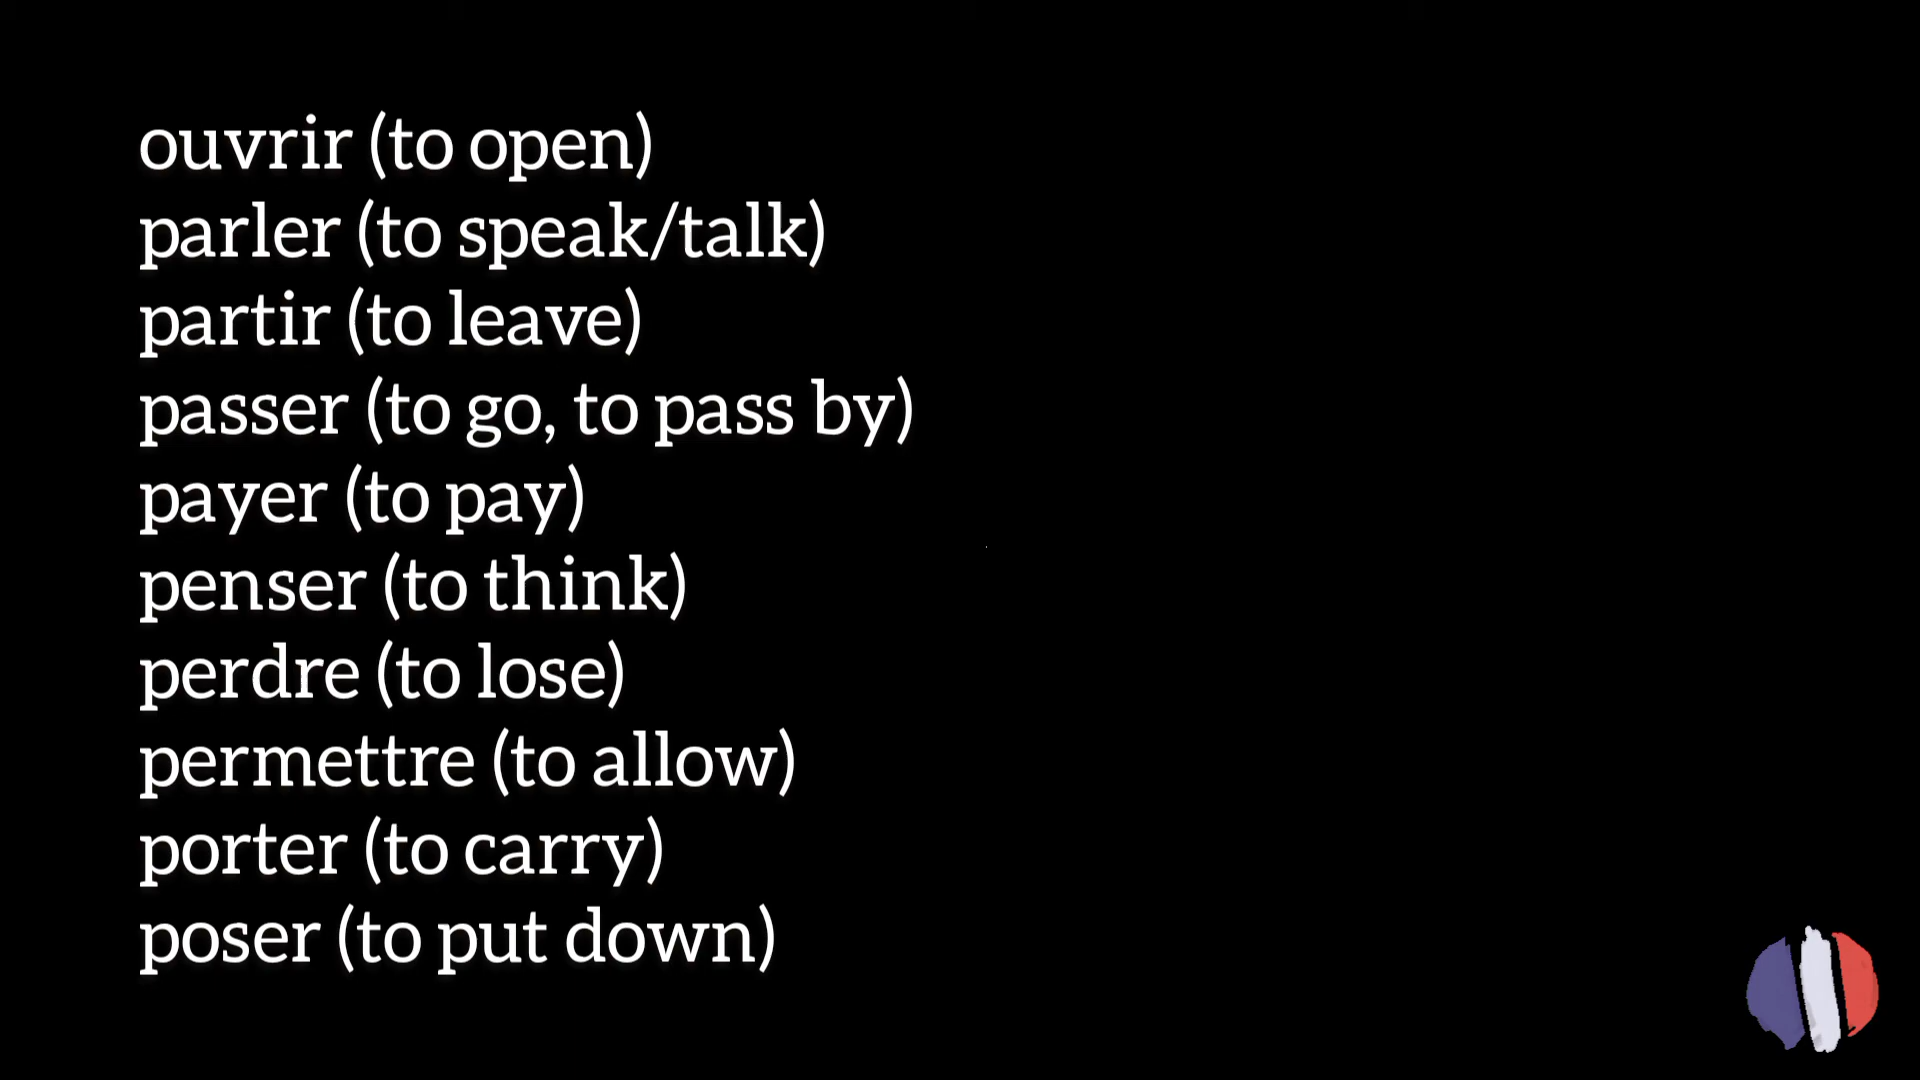 ouvrir (to open)
parler (to speak/talk)
partir (to leave)
passer (to go, to pass by)
payer (to pay)
penser (to think)
perdre (to lose)
permettre (to allow)
porter (to carry)
poser (to put down)